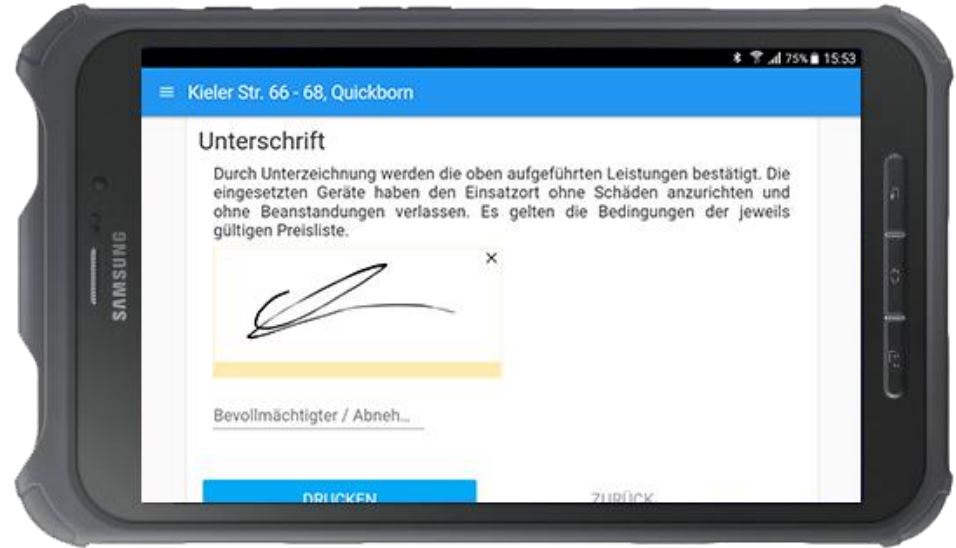 75% 15:53
Kieler Str. 66 - 68, Quickborn
Unterschrift
Durch Unterzeichnung werden die oben aufgeführten Leistungen bestätigt. Die
eingesetzten Geräte haben den Einsatzort ohne Schäden anzurichten und
ohne Beanstandungen verlassen. Es gelten die Bedingungen der jeweils
gültigen Preisliste.
Bevollmächtigter / Abneh...
DRUCKEN ZURÜCK
SAMSUNG